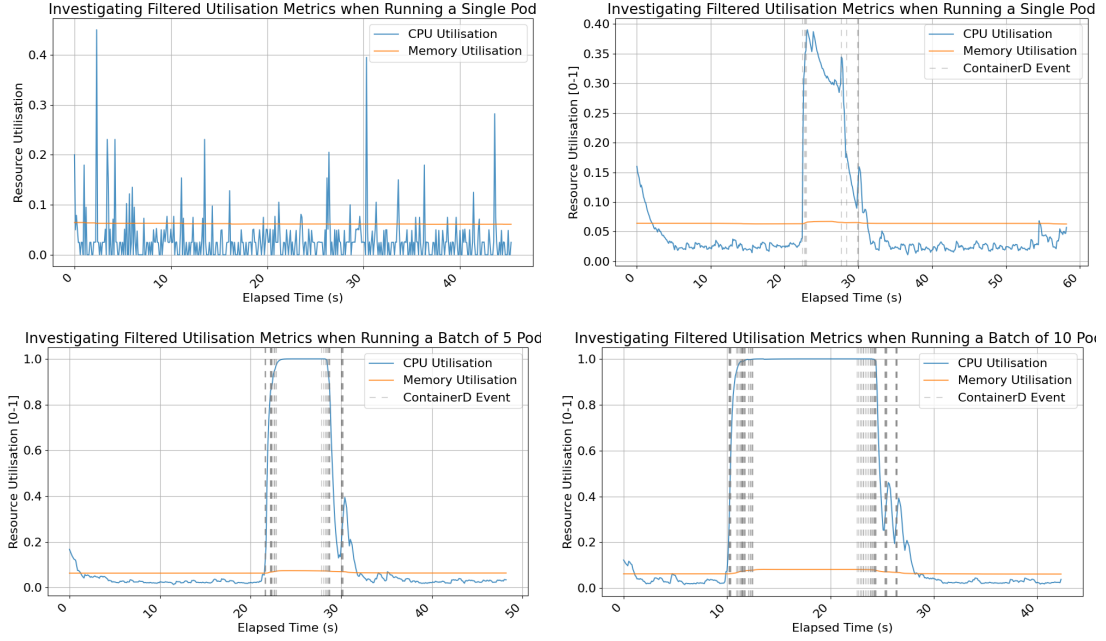 Investigating Filtered Utilisation Metrics when Running a Single Pod
Resource Utilisation
0.4
0.3
0.2
0.1
0.0
CPU Utilisation
Memory Utilisation
0
10
20
30
40
Elapsed Time (s)
Investigating Filtered Utilisation Metrics when Running a Single Pod
Resource Utilisation [0-1]
0.40
0.35
0.30
0.25
0.20
0.15
0.10
0.05
0.00
CPU Utilisation
Memory Utilisation
ContainerD Event
0
10
20
30
40
50
60
Elapsed Time (s)
Investigating Filtered Utilisation Metrics when Running a Batch of 5 Pod
Resource Utilisation [0-1]
1.0
0.8
0.6
0.4
0.2
0.0
CPU Utilisation
Memory Utilisation
ContainerD Event
0
10
20
30
40
50
Elapsed Time (s)
Investigating Filtered Utilisation Metrics when Running a Batch of 10 Po
Resource Utilisation [0-1]
1.0
0.8
0.6
0.4
0.2
0.0
CPU Utilisation
Memory Utilisation
ContainerD Event
0
10
20
30
40
Elapsed Time (s)